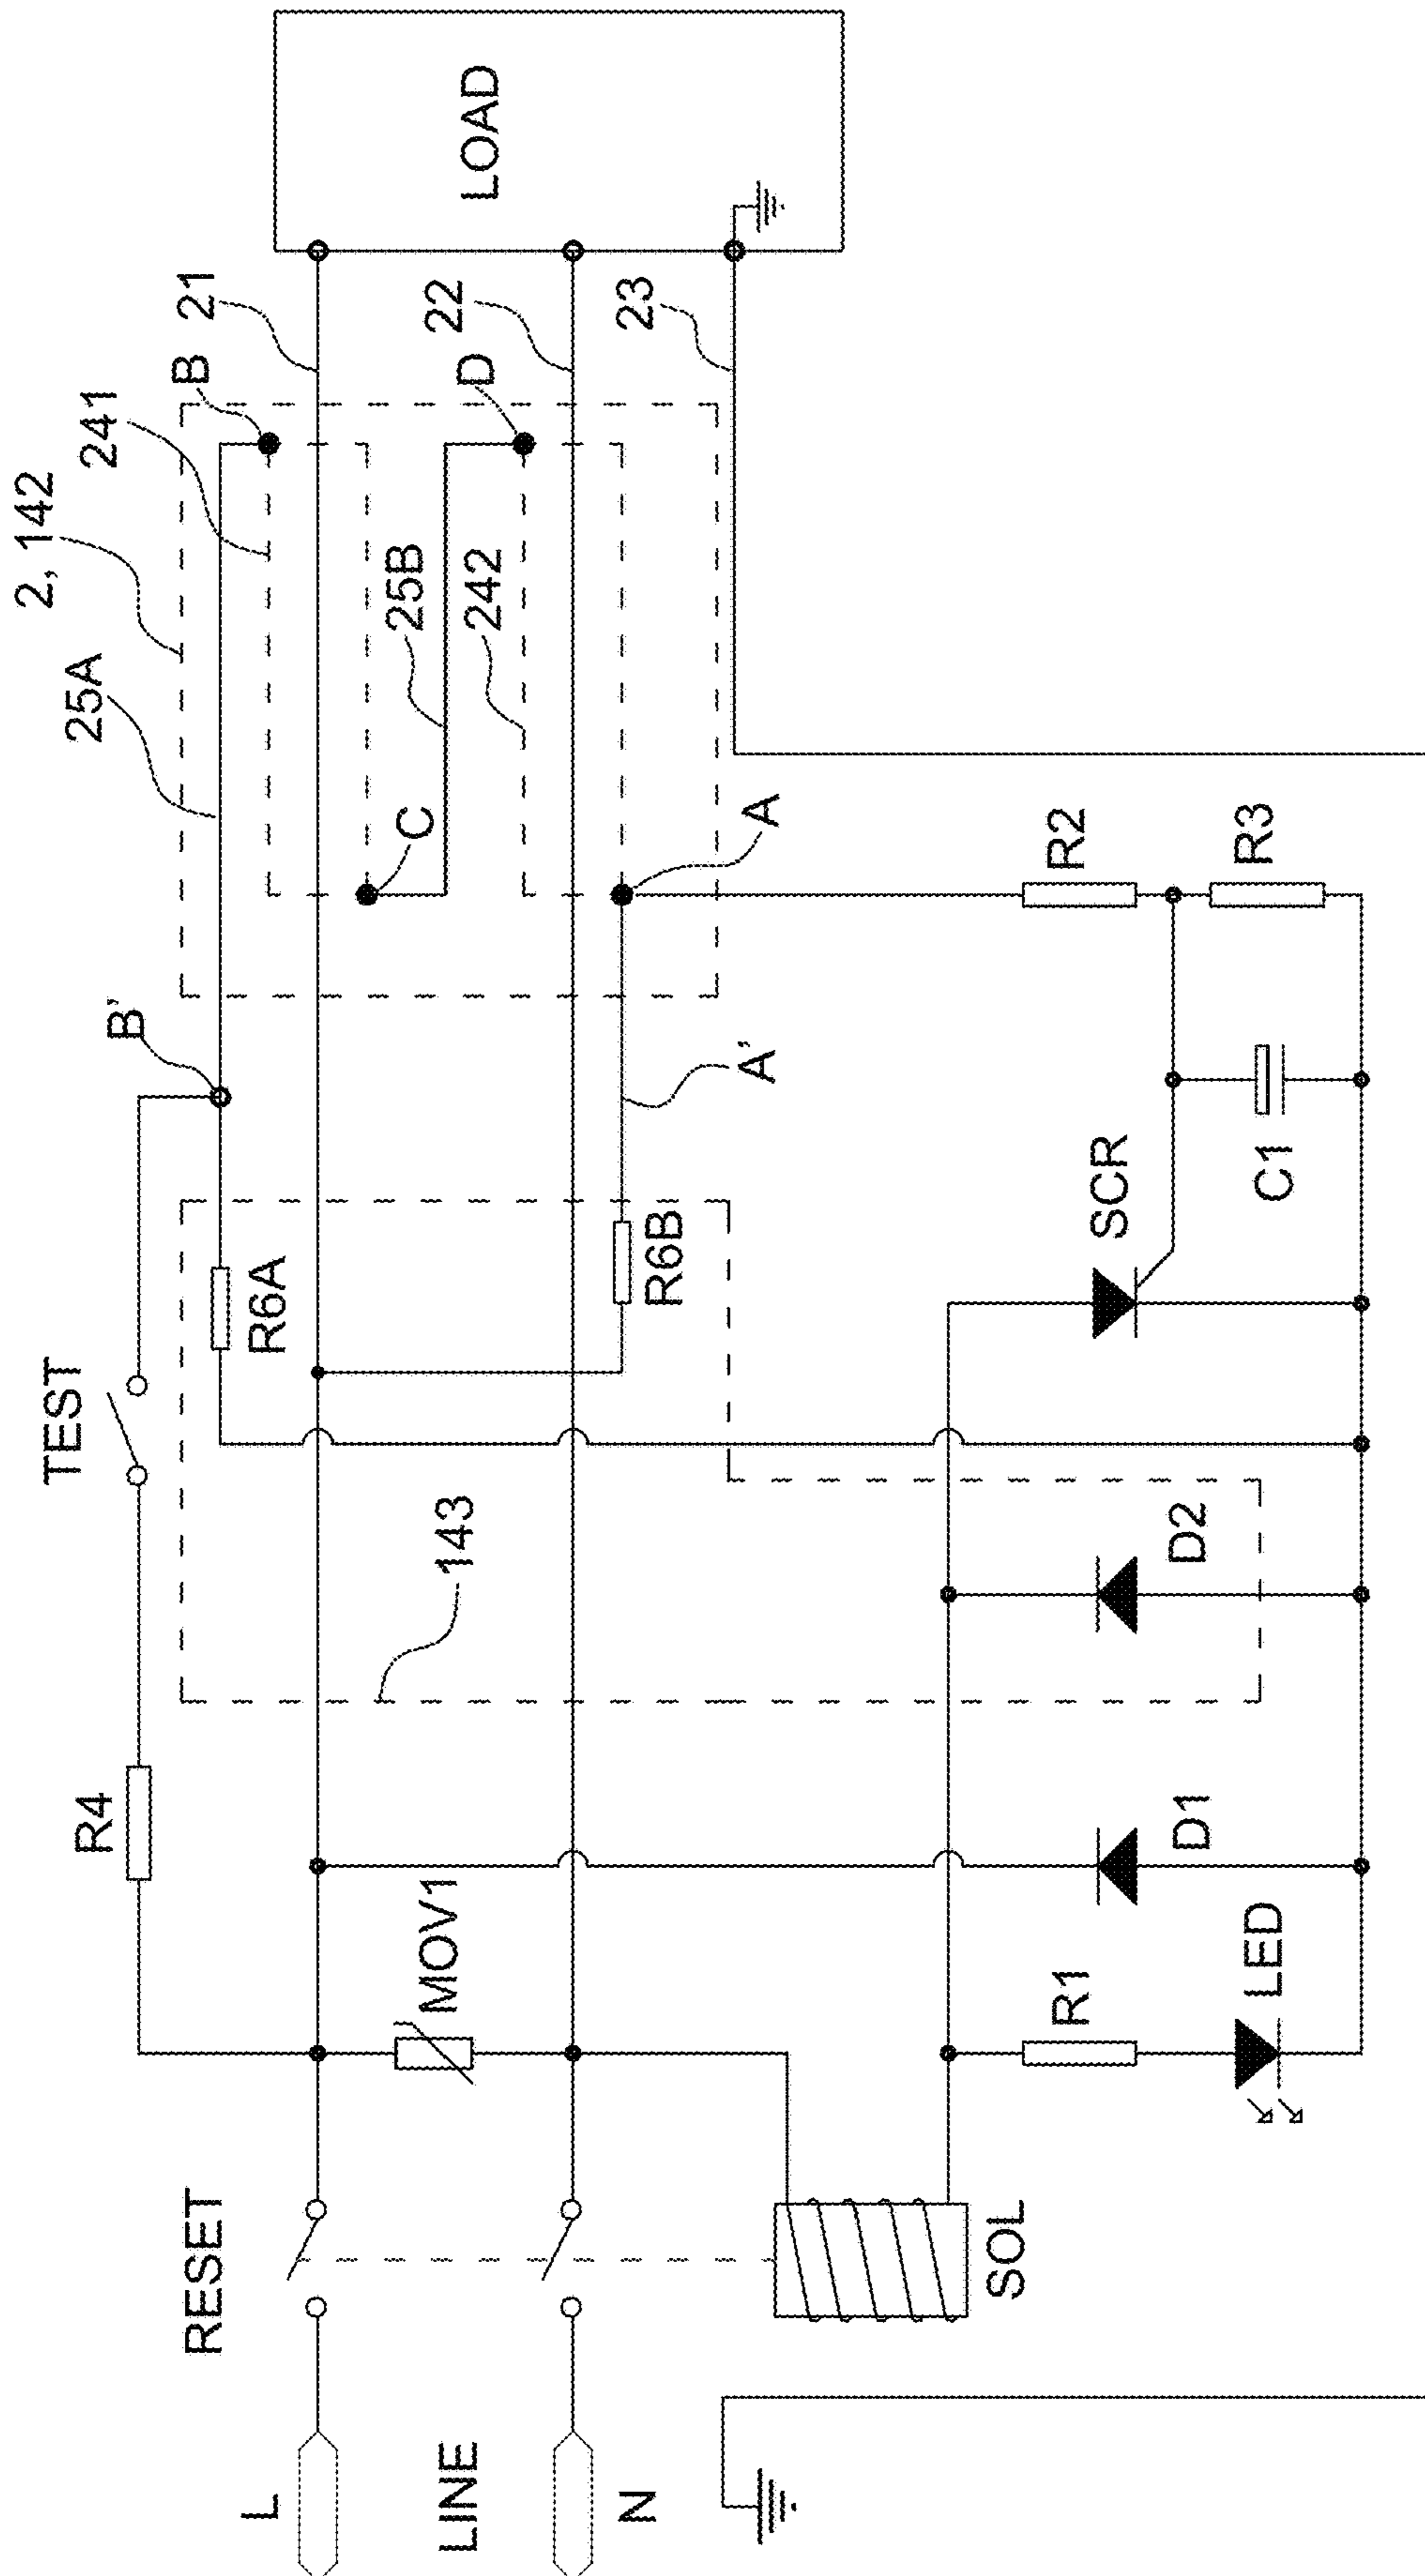 2, 142
25A
241
B
21
LOAD
TEST
B'
R4
R6A
25B
22
RESET
143
C
242
D
L
MOV1
R6B
A'
A
23
LINE
N
SOL
R1
LED
D1
D2
SCR
C1
R2
R3